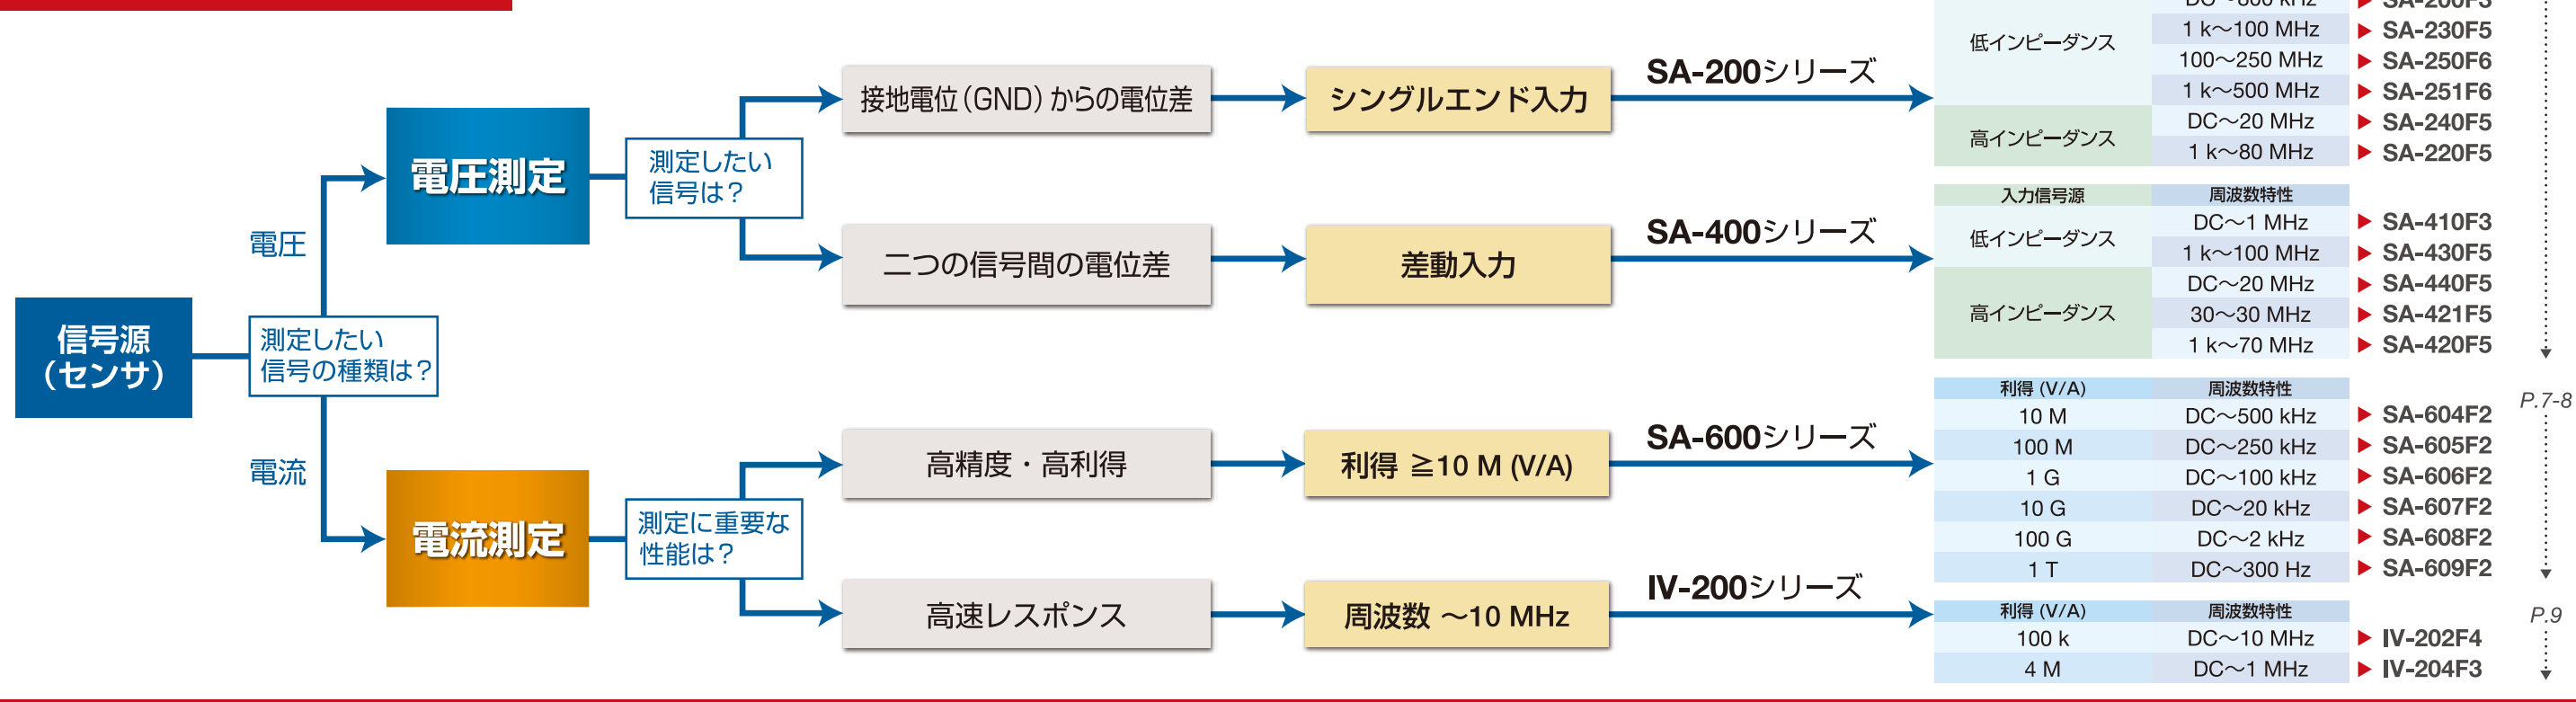 信号源
（センサ）
測定したい
信号の種類は？
電圧
電流
電圧測定
測定したい
信号は？
接地電位（GND）からの電位差
シングルエンド入力
SA-200シリーズ
二つの信号間の電位差
差動入力
SA-400シリーズ
電流測定
測定に重要な
性能は？
高精度・高利得
利得 ≧10 M (V/A)
SA-600シリーズ
高速レスポンス
周波数 ～10 MHz
IV-200シリーズ
DC～800 kHz ▶ SA-200F3
低インピーダンス
1 k～100 MHz ▶ SA-230F5
100～250 MHz ▶ SA-250F6
1 k～500 MHz ▶ SA-251F6
高インピーダンス
DC～20 MHz ▶ SA-240F5
1 k～80 MHz ▶ SA-220F5
入力信号源 周波数特性
低インピーダンス
DC～1 MHz ▶ SA-410F3
1 k～100 MHz ▶ SA-430F5
高インピーダンス
DC～20 MHz ▶ SA-440F5
30～30 MHz ▶ SA-421F5
1 k～70 MHz ▶ SA-420F5
利得 (V/A) 周波数特性
P.7-8
10 M DC～500 kHz ▶ SA-604F2
100 M DC～250 kHz ▶ SA-605F2
1 G DC～100 kHz ▶ SA-606F2
10 G DC～20 kHz ▶ SA-607F2
100 G DC～2 kHz ▶ SA-608F2
1 T DC～300 Hz ▶ SA-609F2
利得 (V/A) 周波数特性
P.9
100 k DC～10 MHz ▶ IV-202F4
4 M DC～1 MHz ▶ IV-204F3